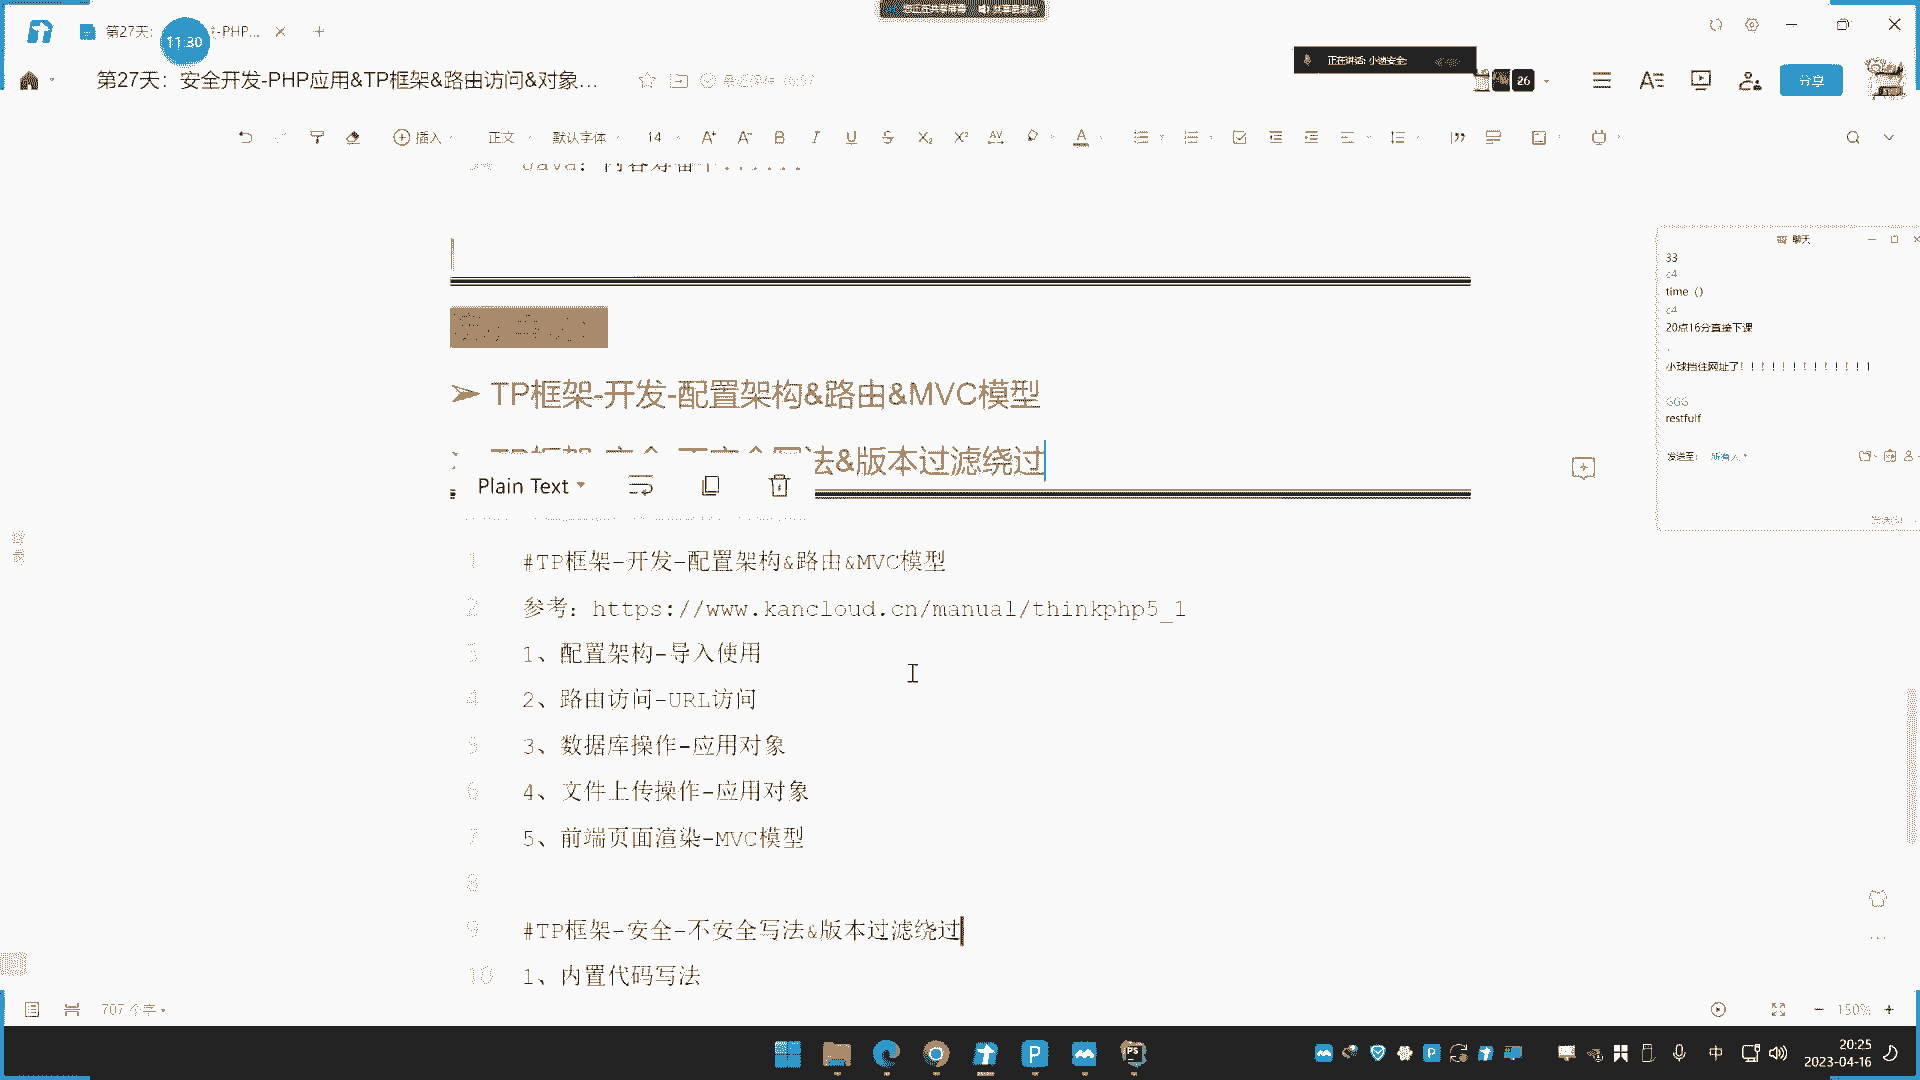 第27天:
-PHP...
11:30
正在讲话: 小迪安全:
第27天：安全开发-PHP应用&TP框架&路由访问&对象...
26
分享
插入
正文
默认字体
14
Java：内容筹备中......
聊天
33
time（）
20点16分直接下课
小球挡住网址了！！！！！！！！！！！！！1
GGG
restfulf
发送至：
所有人
➢ TP框架-开发-配置架构&路由&MVC模型
法&版本过滤绕过
Plain Text
1 #TP框架-开发-配置架构&路由&MVC模型
2 参考：https://www.kancloud.cn/manual/thinkphp5_1
3 1、配置架构-导入使用
4 2、路由访问-URL访问
5 3、数据库操作-应用对象
6 4、文件上传操作-应用对象
7 5、前端页面渲染-MVC模型
8
9 #TP框架-安全-不安全写法&版本过滤绕过
10 1、内置代码写法
707 个字
150%
中
20:25
2023-04-16